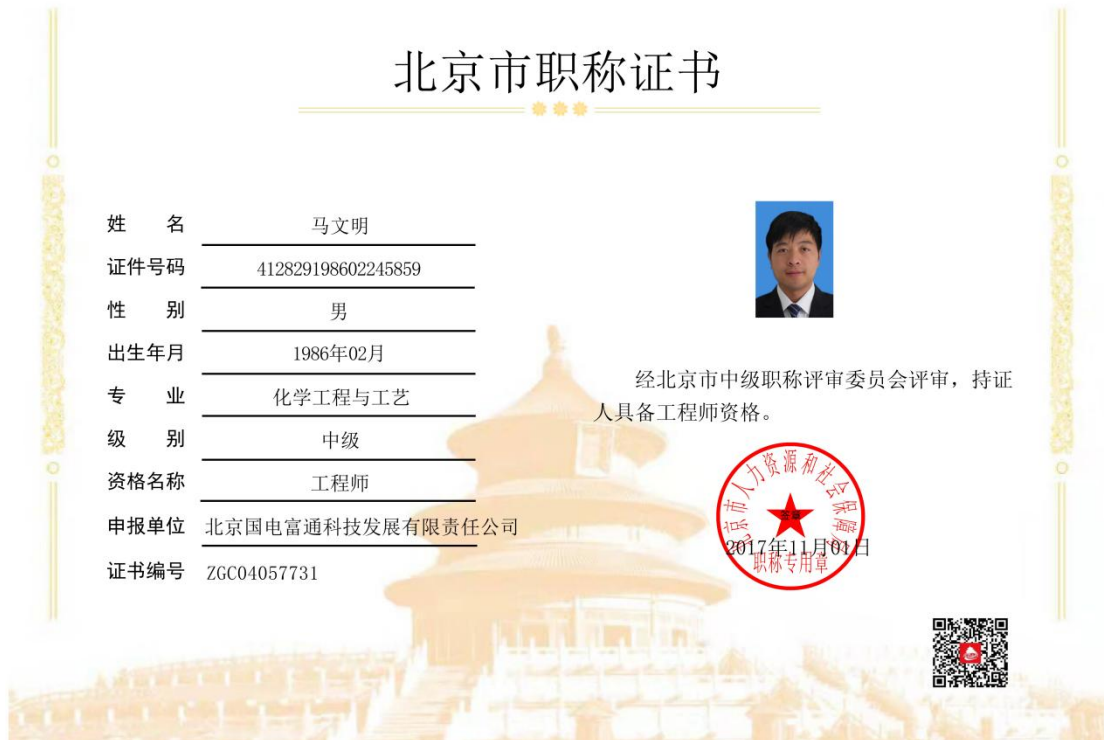 北京市职称证书
姓名 马文明
证件号码 412829198602245859
性别 男
出生年月 1986年02月
专业 化学工程与工艺
级别 中级
资格名称 工程师
申报单位 北京国电富通科技发展有限责任公司
证书编号 ZGC04057731
经北京市中级职称评审委员会评审，持证
人具备工程师资格。
北京市人力资源和社会保障局
2017年11月01日
职称专用章